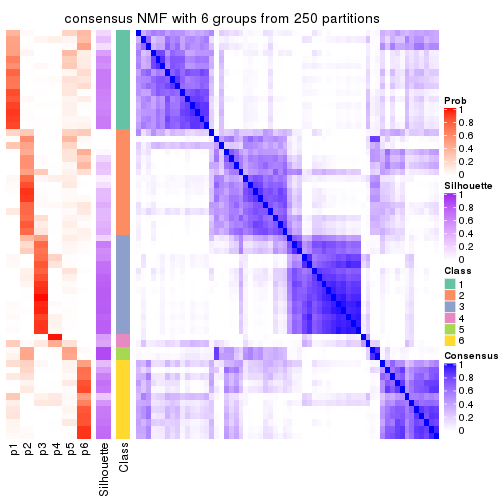 consensus NMF with 6 groups from 250 partitions
Prob
1
0.8
0.6
0.4
0.2
0
Silhouette
1
0.8
0.6
0.4
0.2
0
Class
1
2
3
4
5
6
Consensus
1
0.8
0.6
0.4
0.2
0
p1
p2
p3
p4
p5
p6
Silhouette
Class